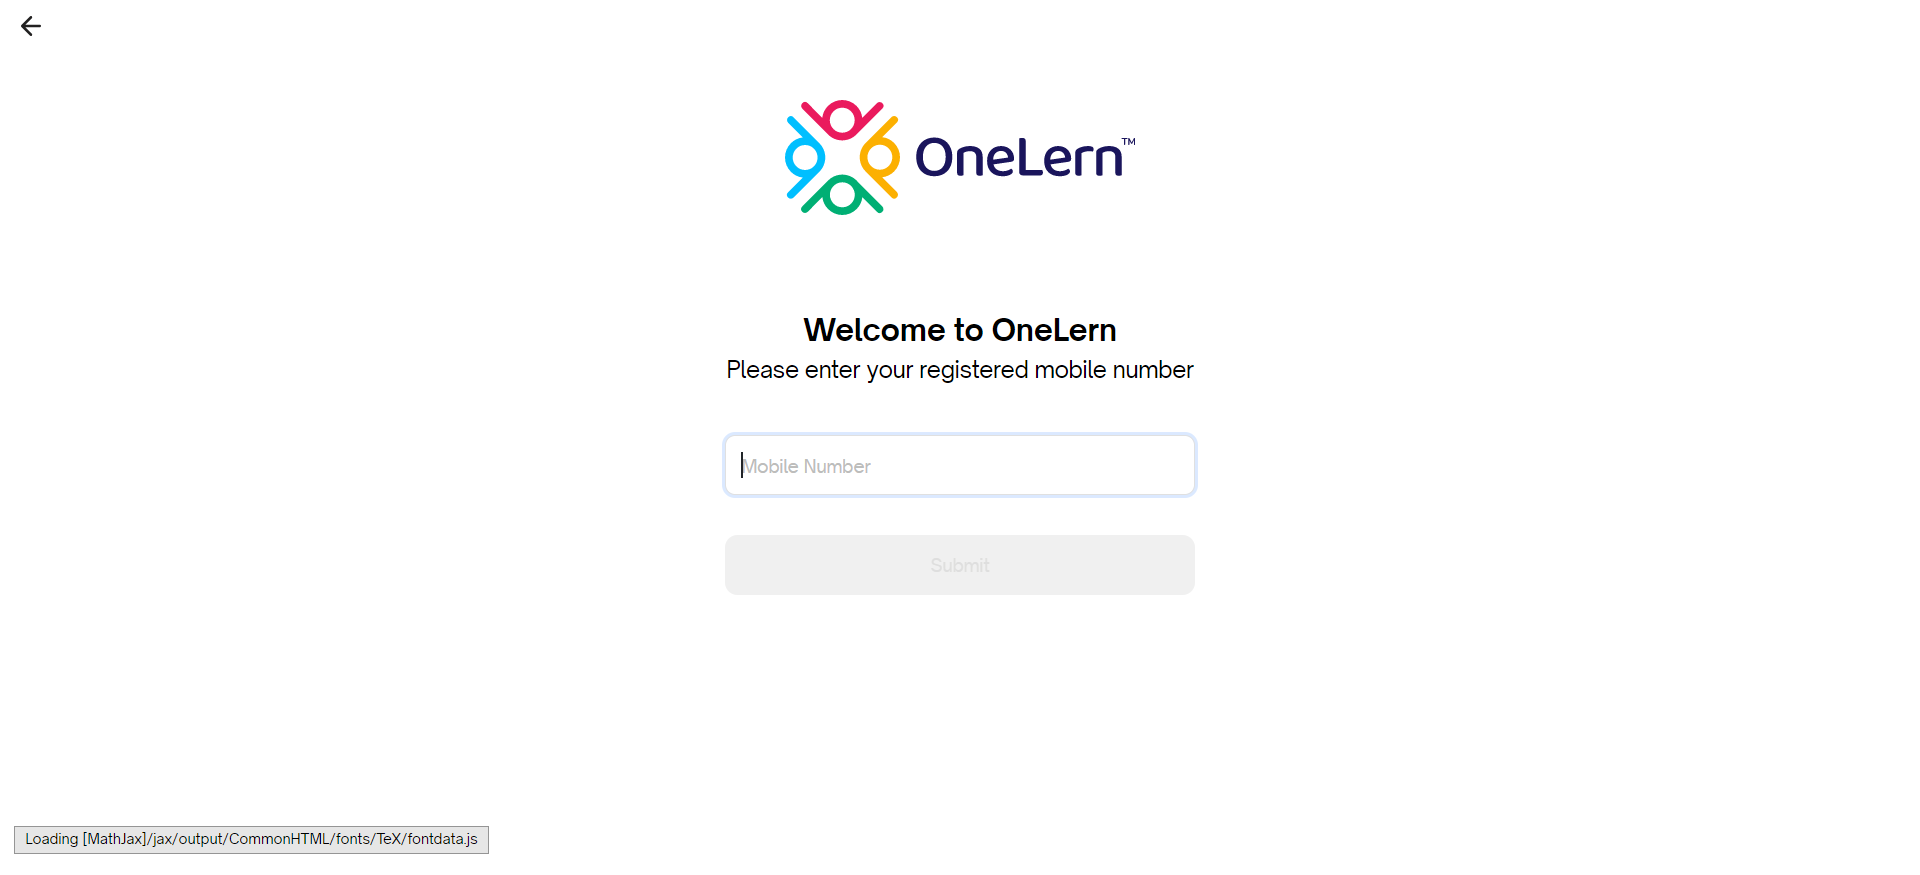 OneLern™
Welcome to OneLern
Please enter your registered mobile number
Mobile Number
Submit
Loading [MathJax]/jax/output/CommonHTML/fonts/TeX/fontdata.js